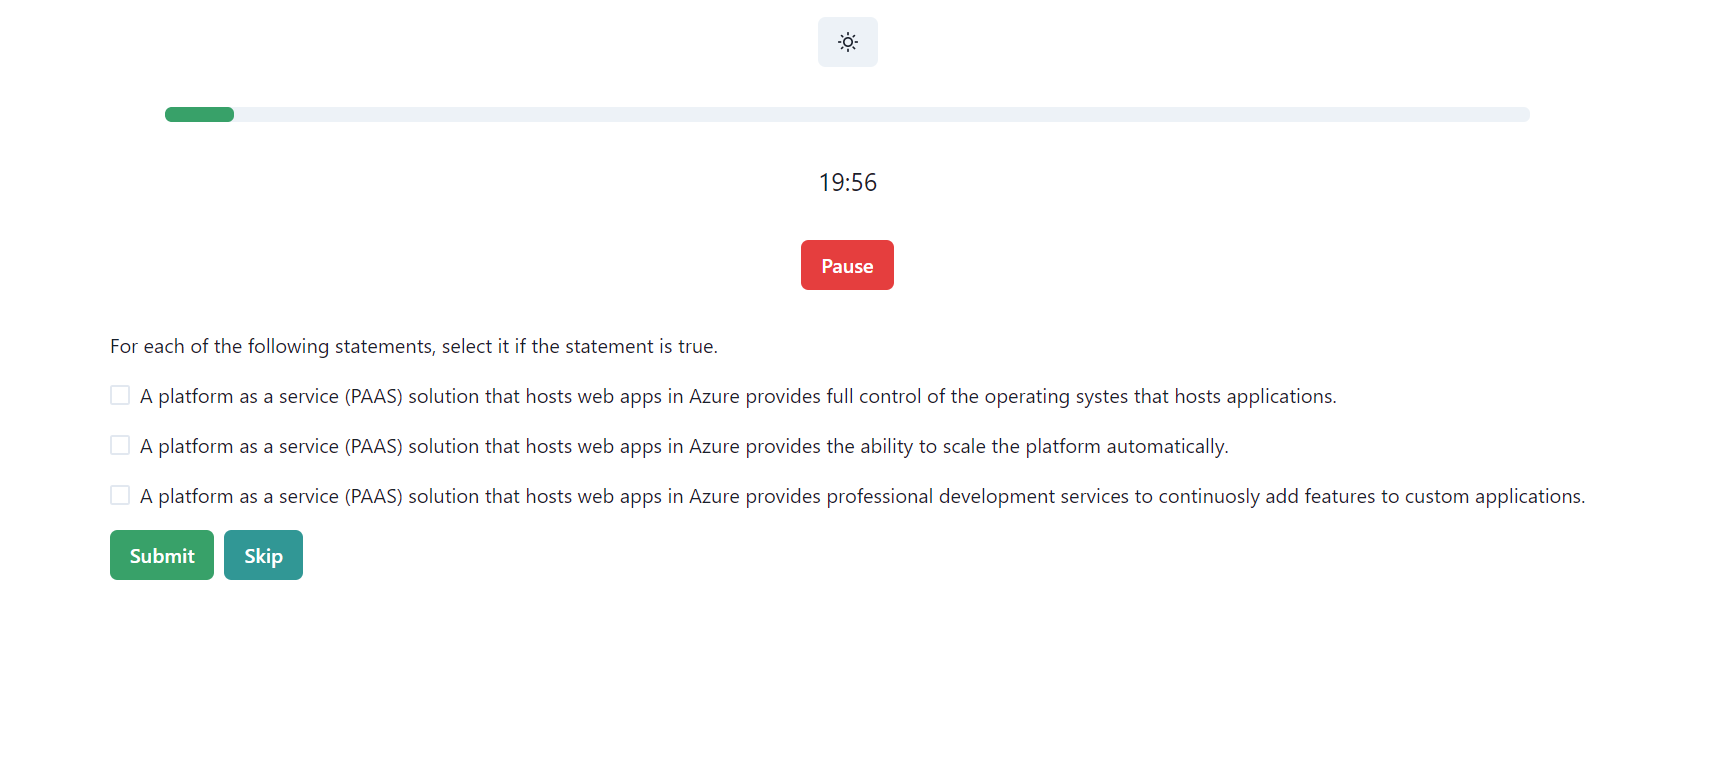 19:56
Pause
For each of the following statements, select it if the statement is true.
A platform as a service (PAAS) solution that hosts web apps in Azure provides full control of the operating systes that hosts applications.
A platform as a service (PAAS) solution that hosts web apps in Azure provides the ability to scale the platform automatically.
A platform as a service (PAAS) solution that hosts web apps in Azure provides professional development services to continuosly add features to custom applications.
Submit Skip